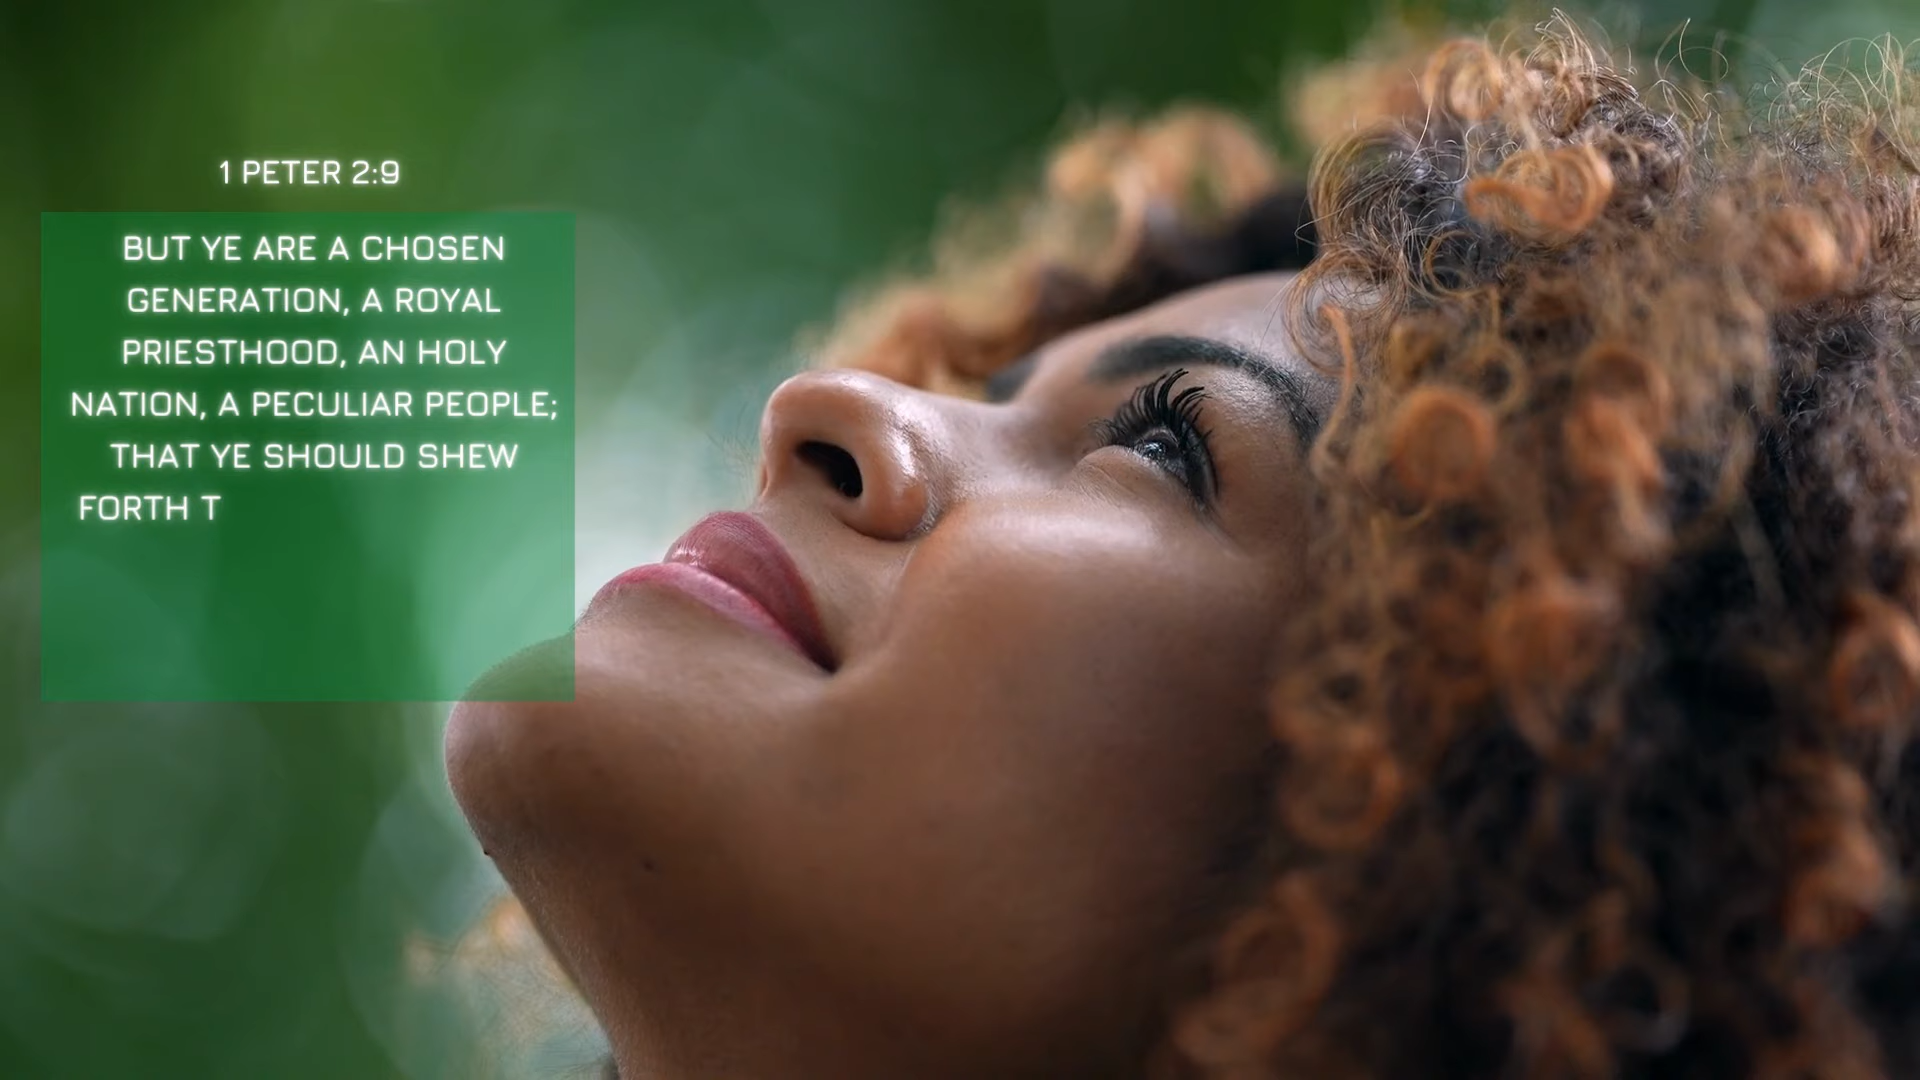 1 PETER 2:9
BUT YE ARE A CHOSEN
GENERATION, A ROYAL
PRIESTHOOD, AN HOLY
NATION, A PECULIAR PEOPLE;
THAT YE SHOULD SHEW
FORTH T